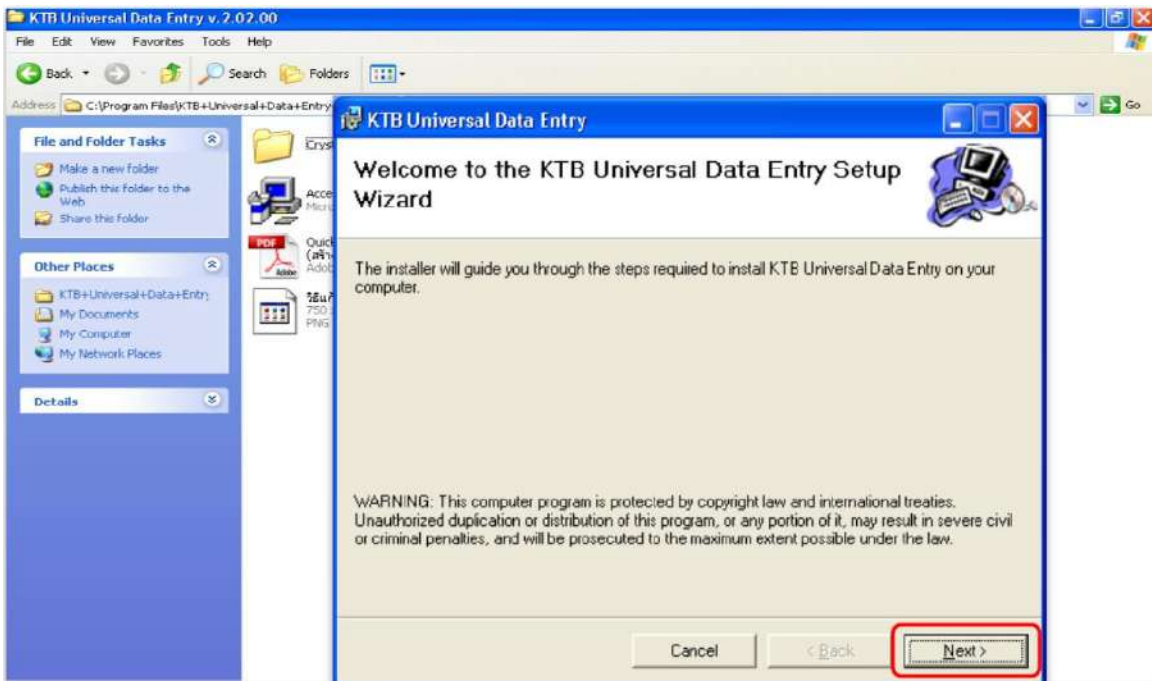 KTB Universal Data Entry v.2.02.00
File Edit View Favorites Tools Help
Back Search Folders
Address C:\Program Files\KTB+Universal+Data+Entry Go
File and Folder Tasks
Make a new folder
Publish this folder to the
Web
Share this folder
Other Places
KTB+Universal+Data+Entry
My Documents
My Computer
My Network Places
Details
PDF
Adobe
750
PNG
KTB Universal Data Entry
Welcome to the KTB Universal Data Entry Setup
Wizard
The installer will guide you through the steps required to install KTB Universal Data Entry on your
computer.
WARNING: This computer program is protected by copyright law and international treaties.
Unauthorized duplication or distribution of this program, or any portion of it, may result in severe civil
or criminal penalties, and will be prosecuted to the maximum extent possible under the law.
Cancel < Back Next >